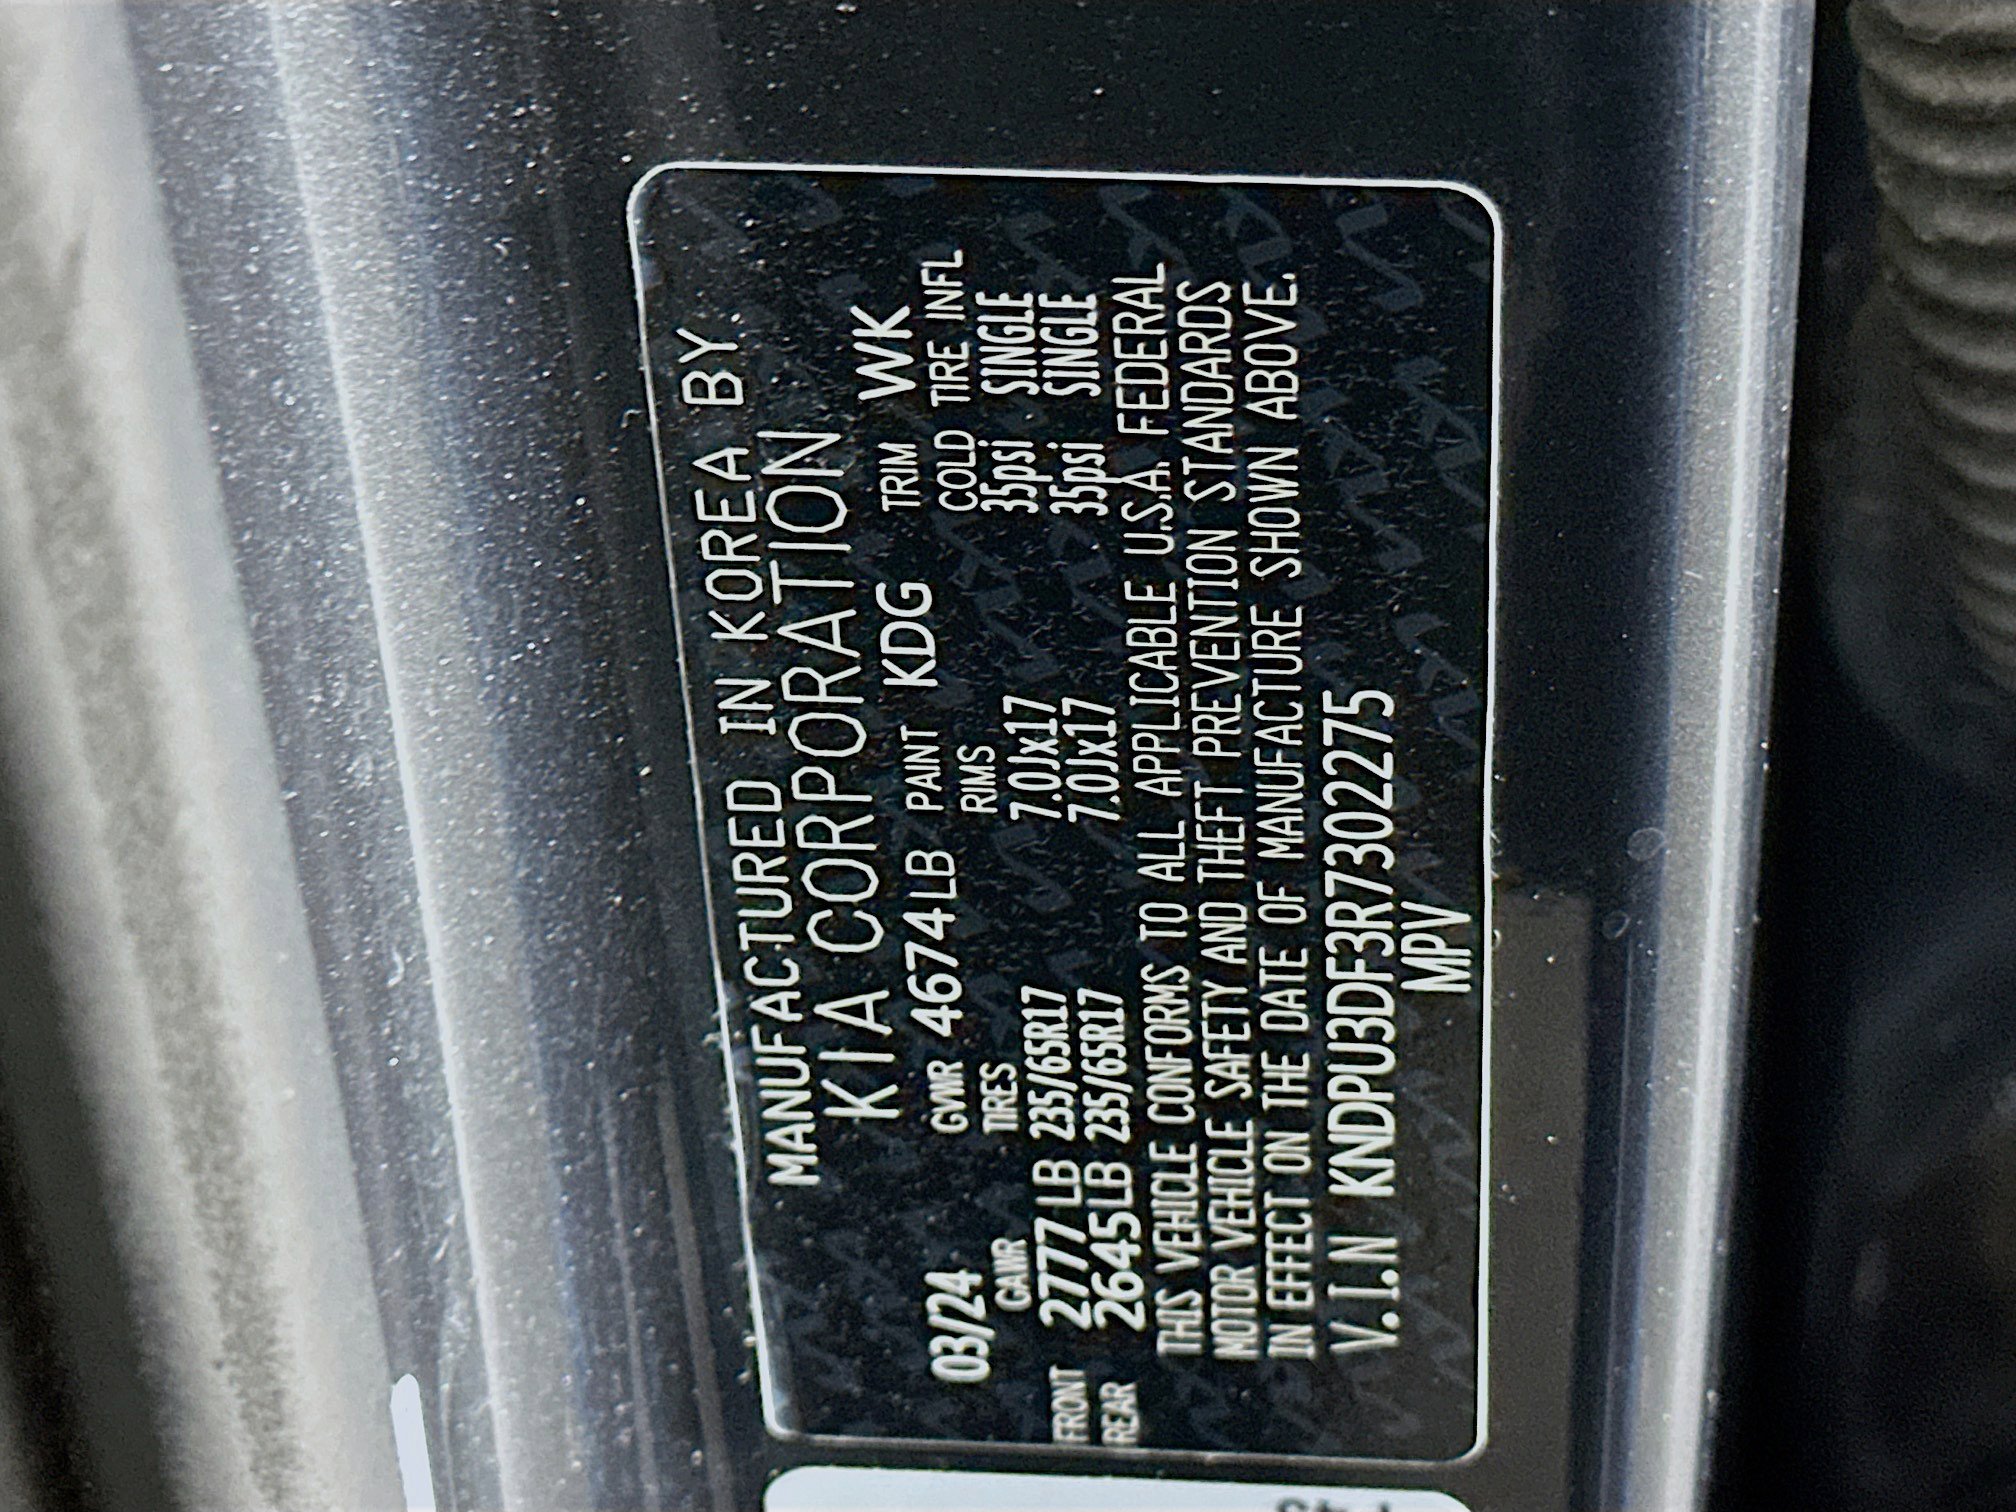 MANUFACTURED IN KOREA BY
KIA CORPORATION
03/24 GVWR 4674LB PAINT KDG TRIM WK
GAWR TIRES RIMS COLD TIRE INFL
FRONT 2777LB 235/65R17 7.0Jx17 35psi SINGLE
REAR 2645LB 235/65R17 7.0Jx17 35psi SINGLE
THIS VEHICLE CONFORMS TO ALL APPLICABLE U.S.A. FEDERAL
MOTOR VEHICLE SAFETY AND THEFT PREVENTION STANDARDS
IN EFFECT ON THE DATE OF MANUFACTURE SHOWN ABOVE.
V.I.N KNDPU3DF3R7302275
MPV